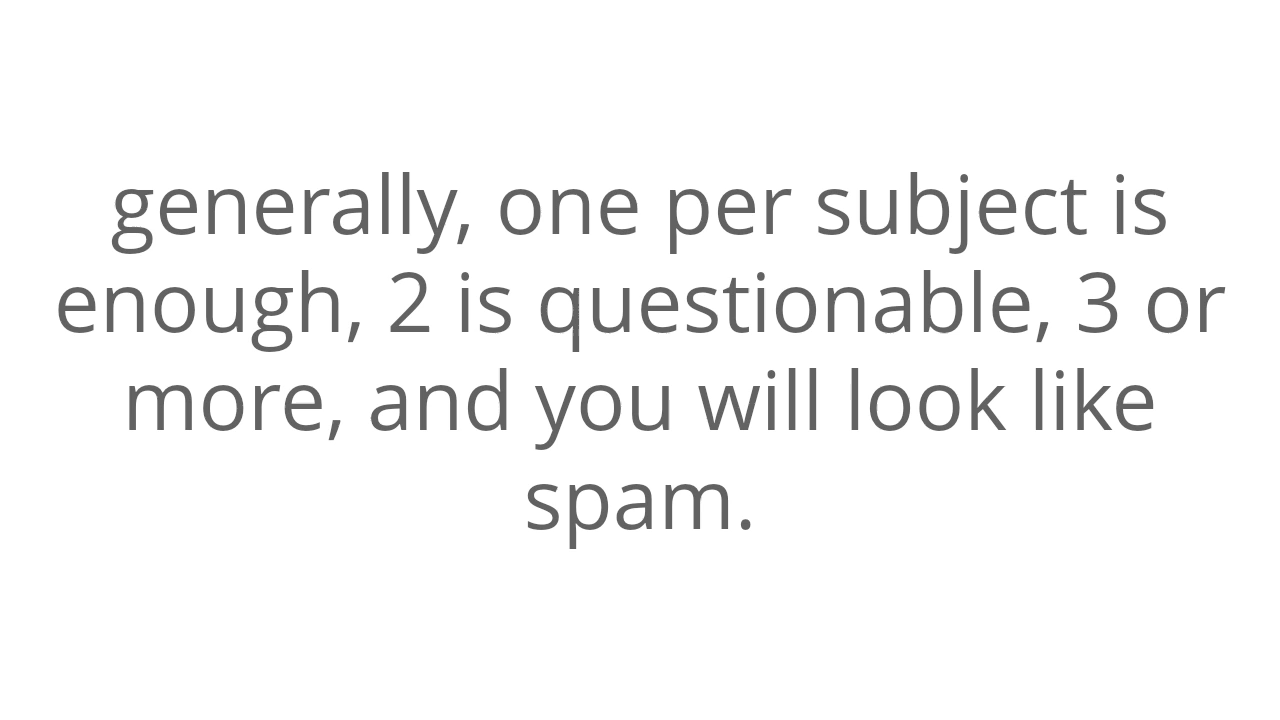 generally, one per subject is
enough, 2 is questionable, 3 or
more, and you will look like
spam.